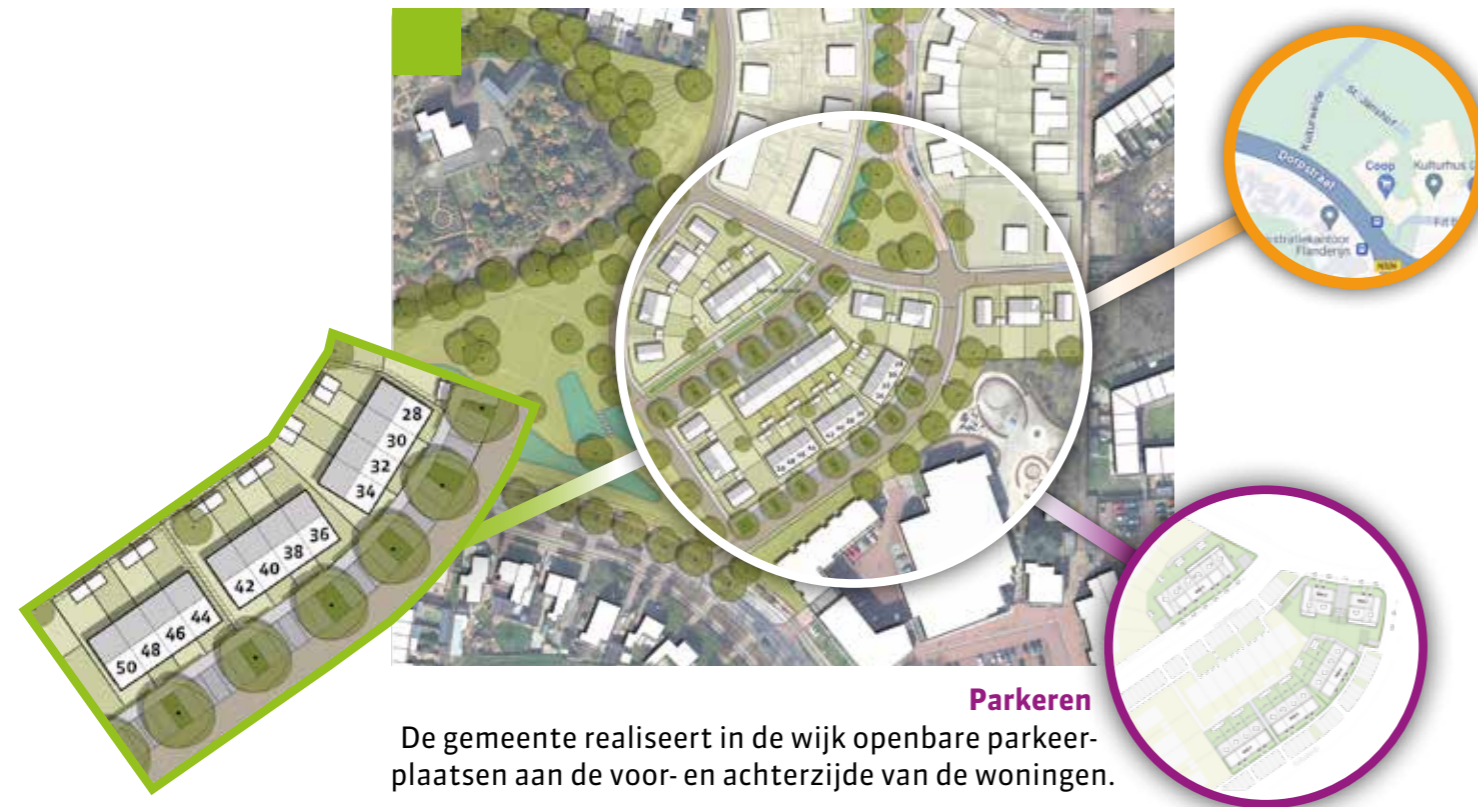 Kulturweide
St. Janshof
Dorpstraat
Coop
Kulturhus
Flanderijn
28
30
32
34
36
38
40
42
44
46
48
50
Parkeren
De gemeente realiseert in de wijk openbare parkeer-
plaatsen aan de voor- en achterzijde van de woningen.